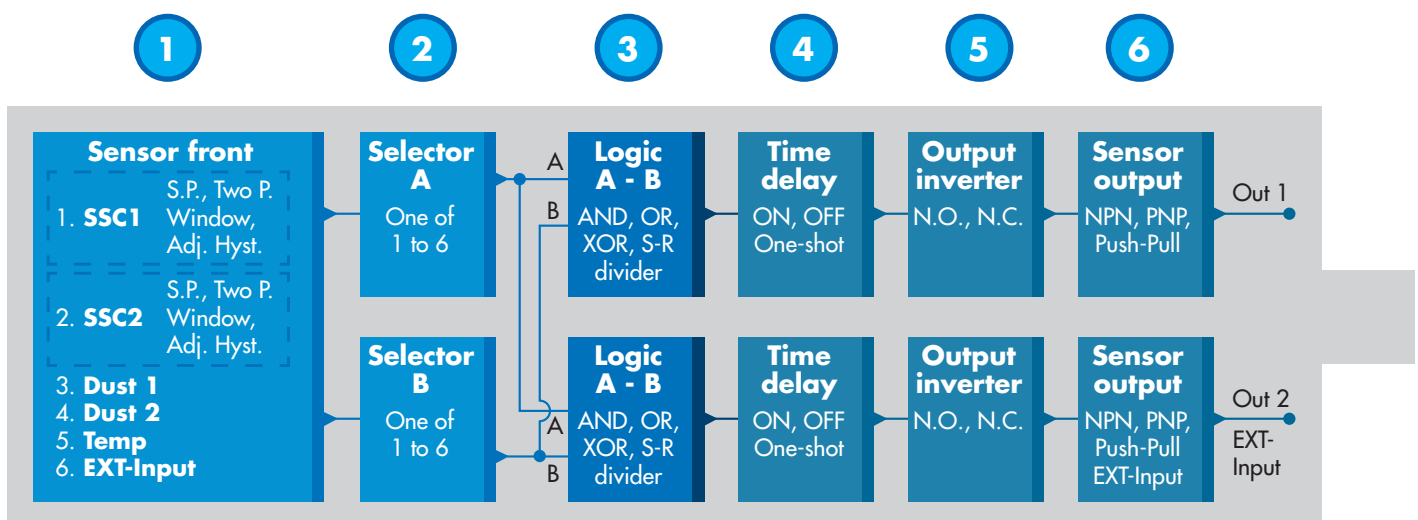 1
2
3
4
5
6
Sensor front
1. SSC1
S.P., Two P.
Window,
Adj. Hyst.
2. SSC2
S.P., Two P.
Window,
Adj. Hyst.
3. Dust 1
4. Dust 2
5. Temp
6. EXT-Input
Selector
A
One of
1 to 6
A
B
Logic
A - B
AND, OR,
XOR, S-R
divider
Time
delay
ON, OFF
One-shot
Output
inverter
N.O., N.C.
Sensor
output
NPN, PNP,
Push-Pull
Out 1
Selector
B
One of
1 to 6
A
B
Logic
A - B
AND, OR,
XOR, S-R
divider
Time
delay
ON, OFF
One-shot
Output
inverter
N.O., N.C.
Sensor
output
NPN, PNP,
Push-Pull
EXT-Input
Out 2
EXT-
Input